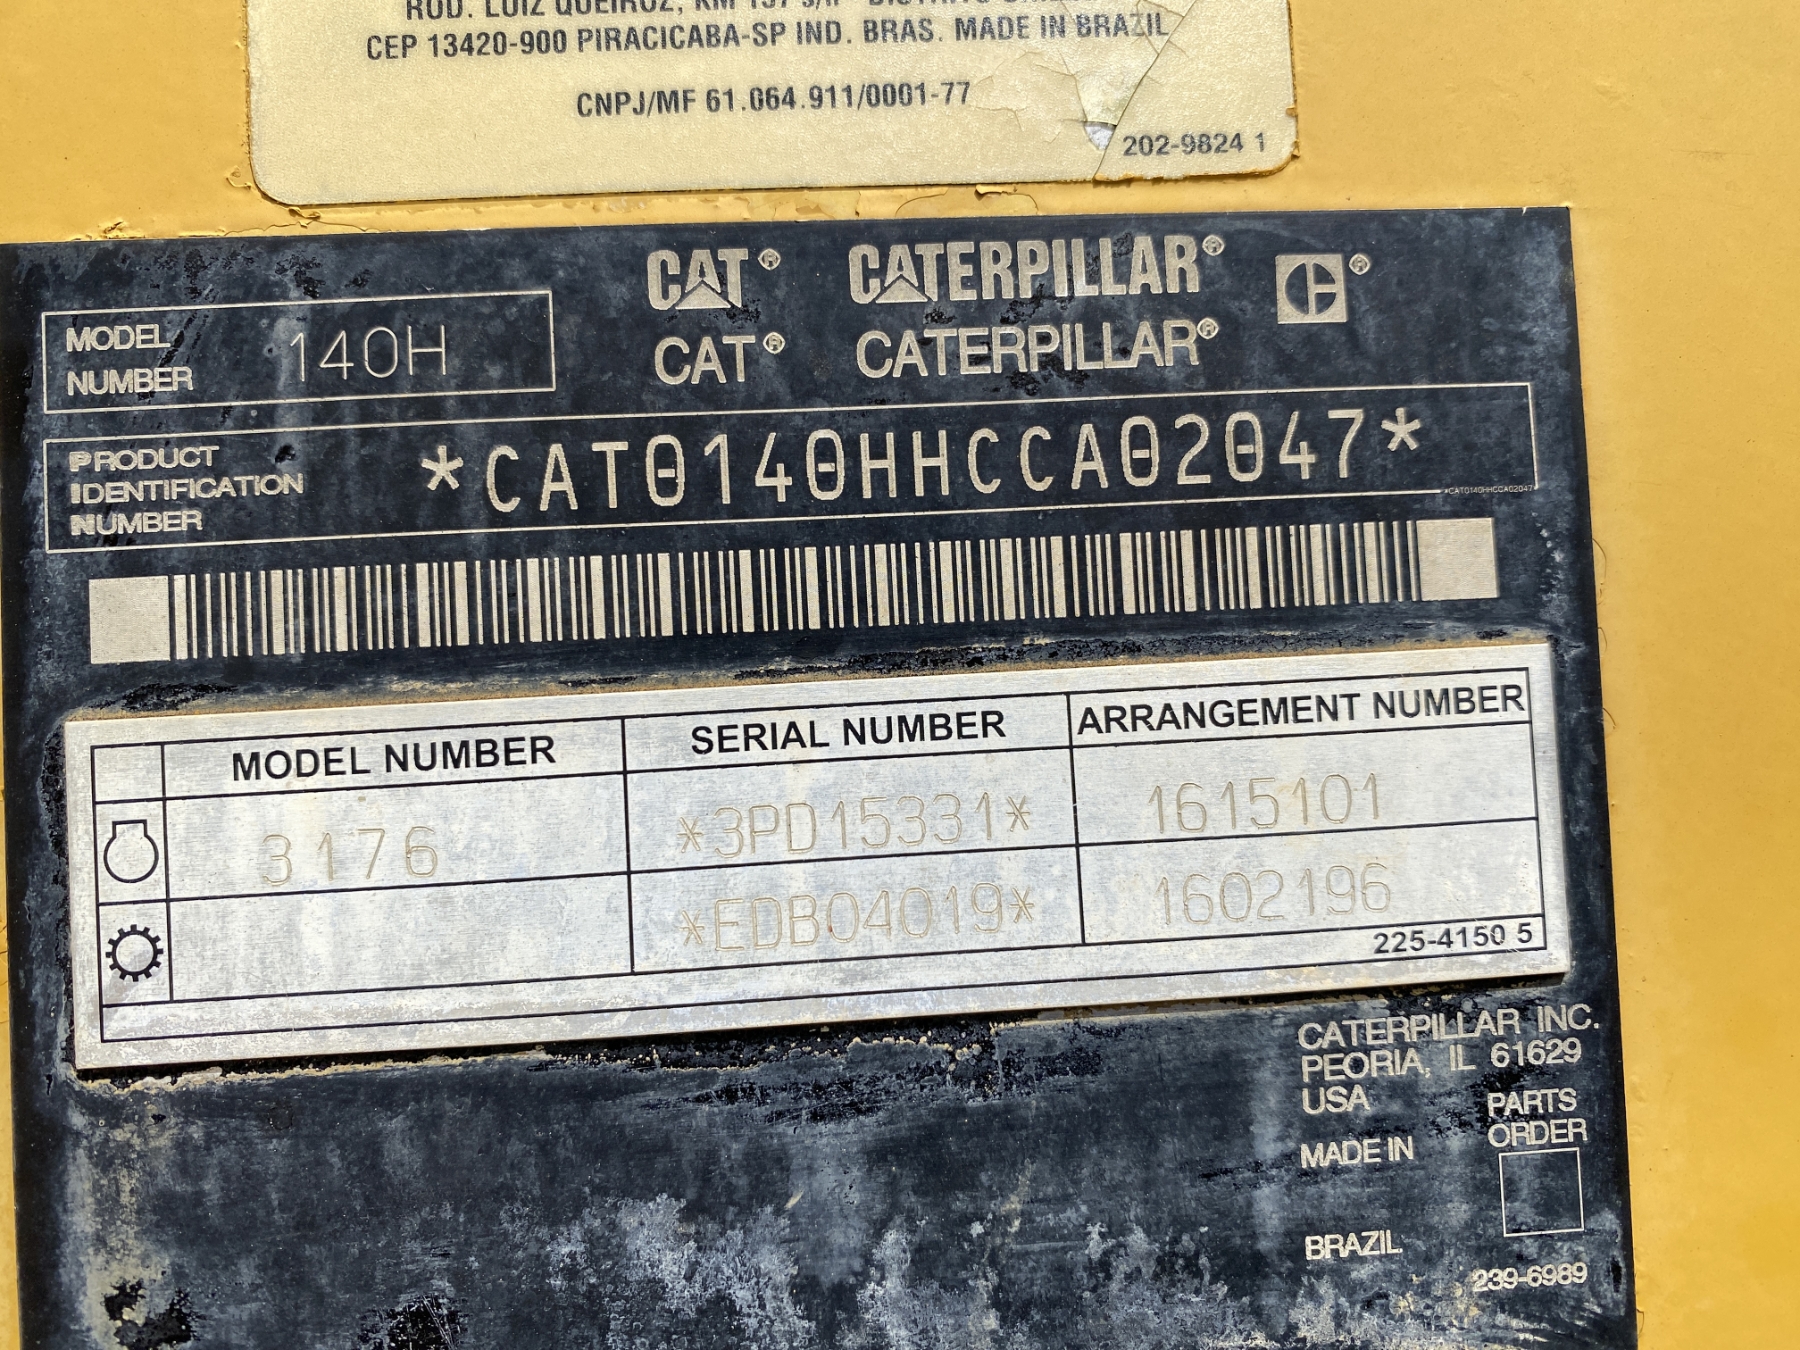 CEP 13420-900 PIRACICABA-SP IND. BRAS. MADE IN BRAZIL
CNPJ/MF 61.064.911/0001-77
202-9824 1
CAT® CATERPILLAR®
CAT® CATERPILLAR®
MODEL NUMBER 140H
PRODUCT IDENTIFICATION NUMBER *CAT0140HHCCA02047*
*CAT0140HHCCA02047
MODEL NUMBER SERIAL NUMBER ARRANGEMENT NUMBER
3176 *3PD15331* 1615101
*EDB04019* 1602196
225-4150 5
CATERPILLAR INC.
PEORIA, IL 61629
USA
PARTS ORDER
MADE IN
BRAZIL
239-6989